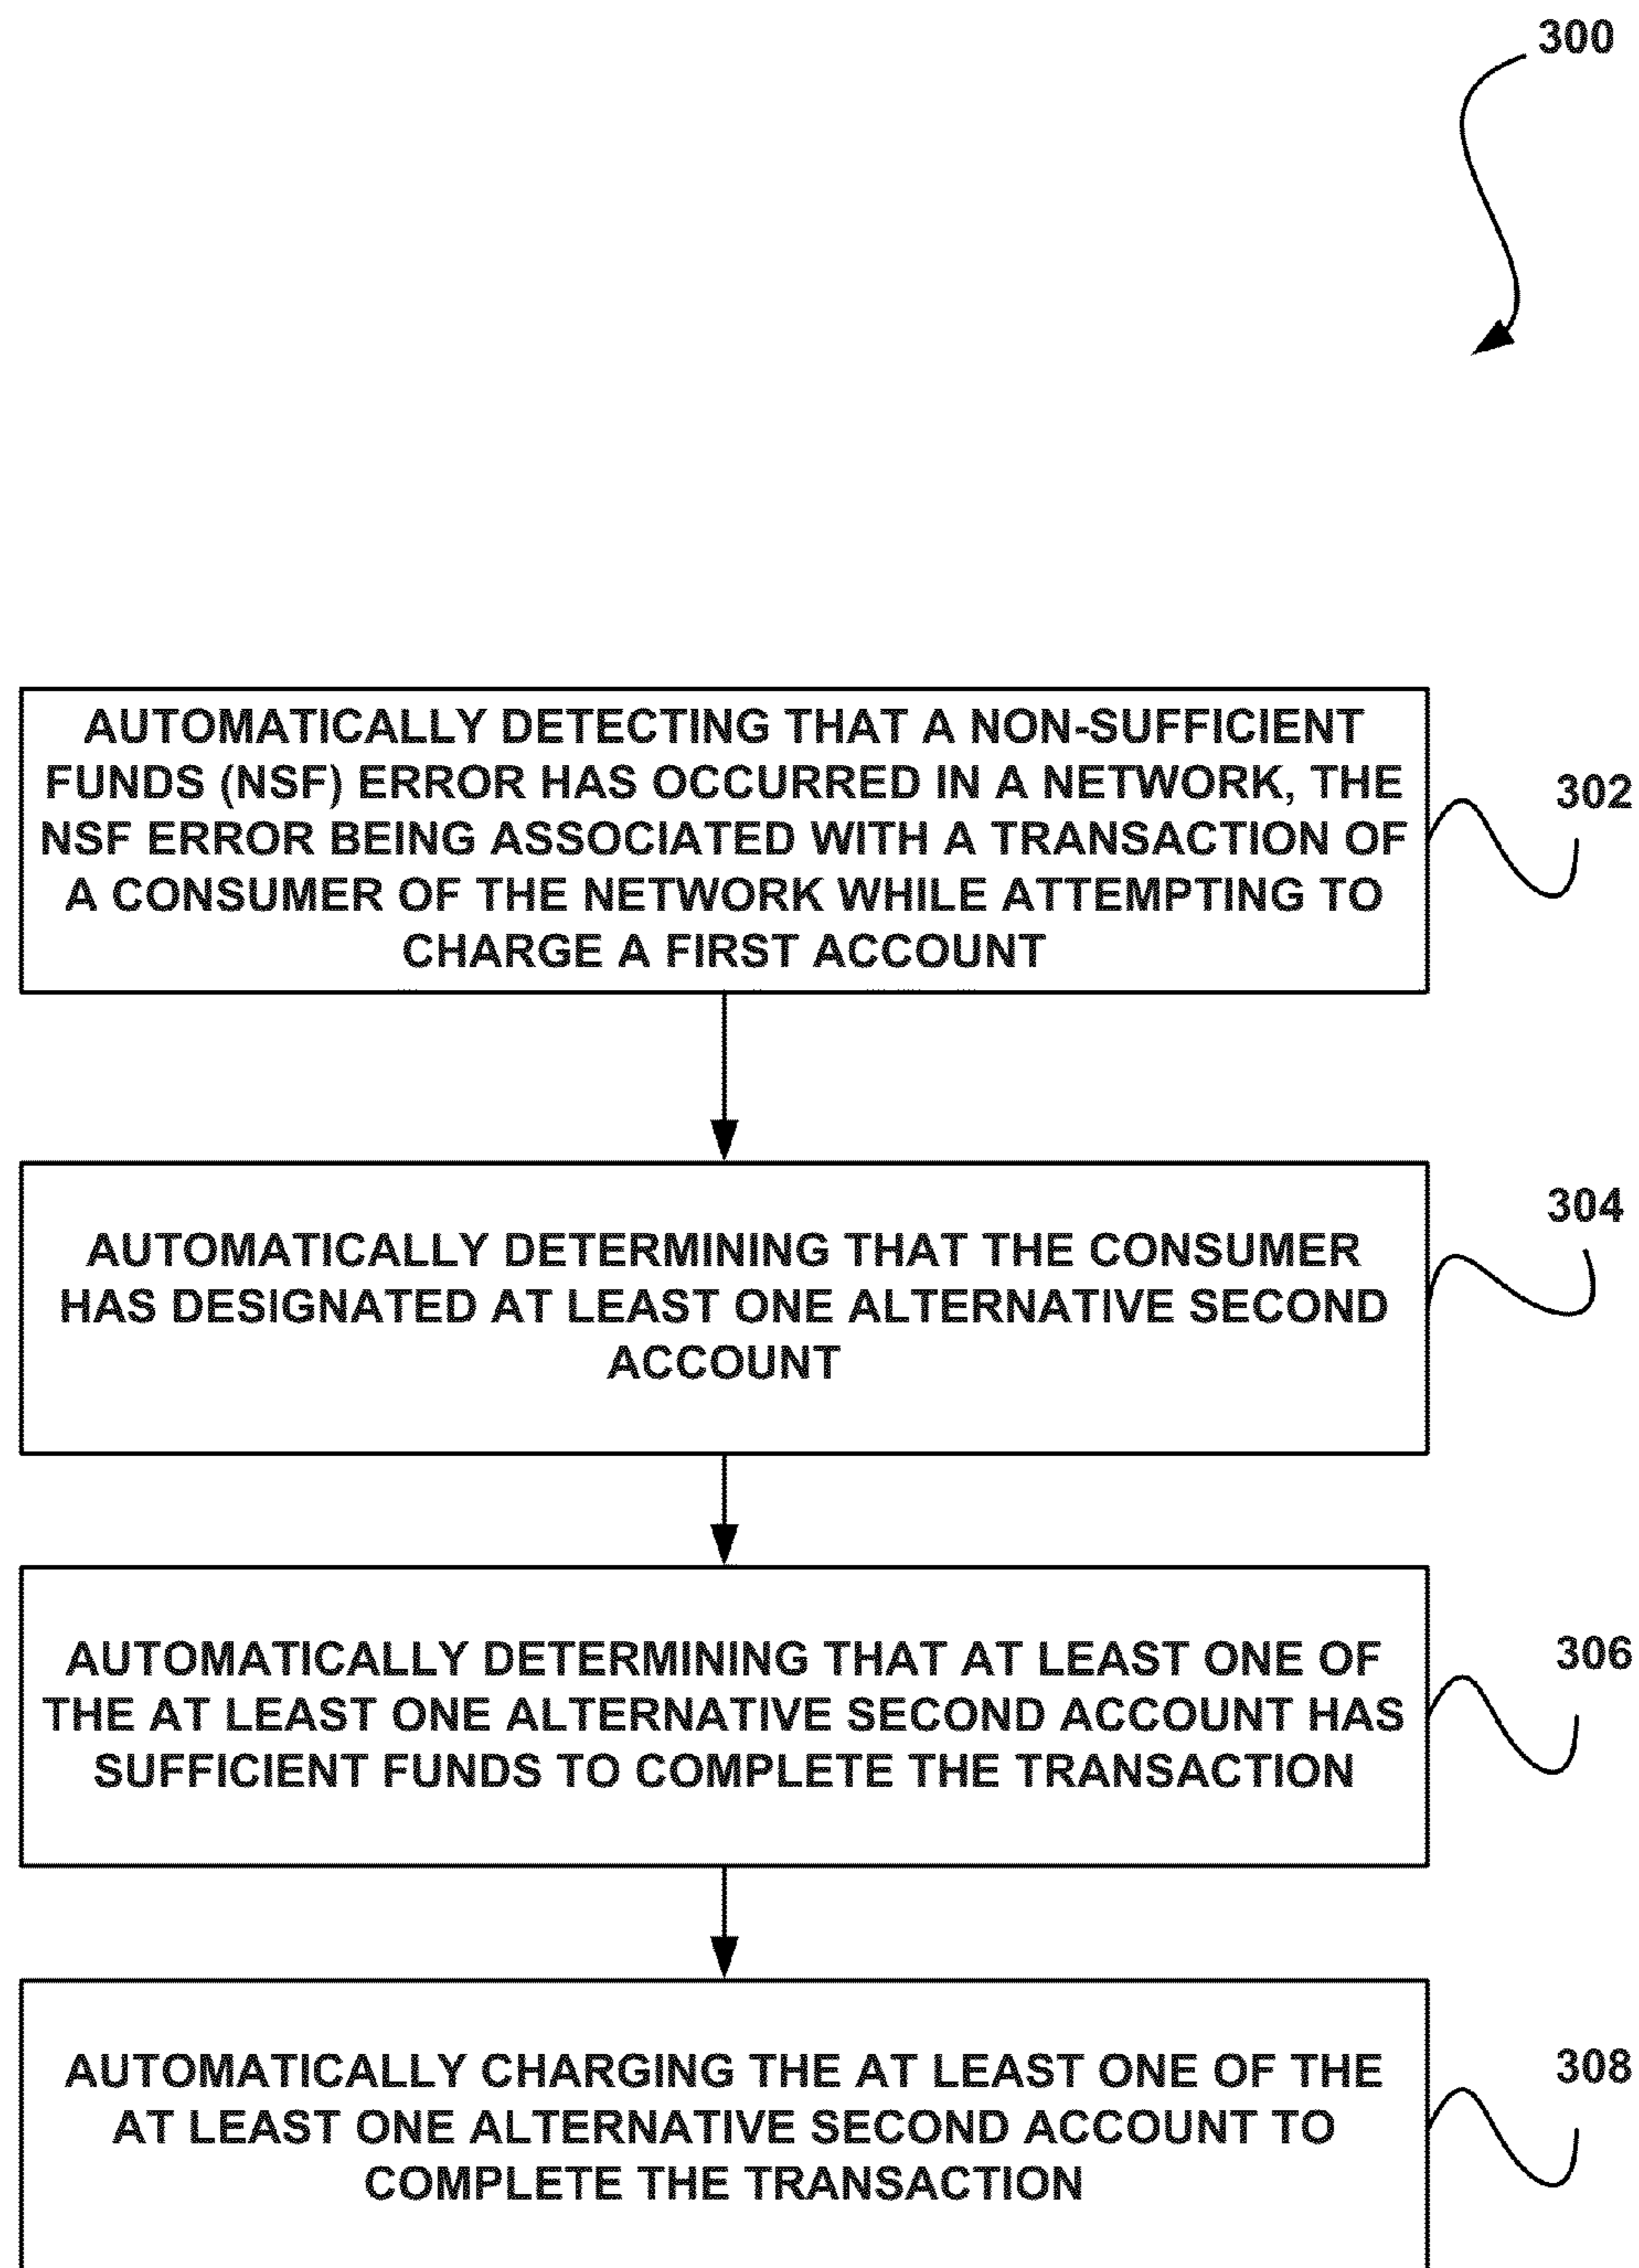 300
AUTOMATICALLY DETECTING THAT A NON-SUFFICIENT
FUNDS (NSF) ERROR HAS OCCURRED IN A NETWORK, THE
NSF ERROR BEING ASSOCIATED WITH A TRANSACTION OF
A CONSUMER OF THE NETWORK WHILE ATTEMPTING TO
CHARGE A FIRST ACCOUNT
302
AUTOMATICALLY DETERMINING THAT THE CONSUMER
HAS DESIGNATED AT LEAST ONE ALTERNATIVE SECOND
ACCOUNT
304
AUTOMATICALLY DETERMINING THAT AT LEAST ONE OF
THE AT LEAST ONE ALTERNATIVE SECOND ACCOUNT HAS
SUFFICIENT FUNDS TO COMPLETE THE TRANSACTION
306
AUTOMATICALLY CHARGING THE AT LEAST ONE OF THE
AT LEAST ONE ALTERNATIVE SECOND ACCOUNT TO
COMPLETE THE TRANSACTION
308